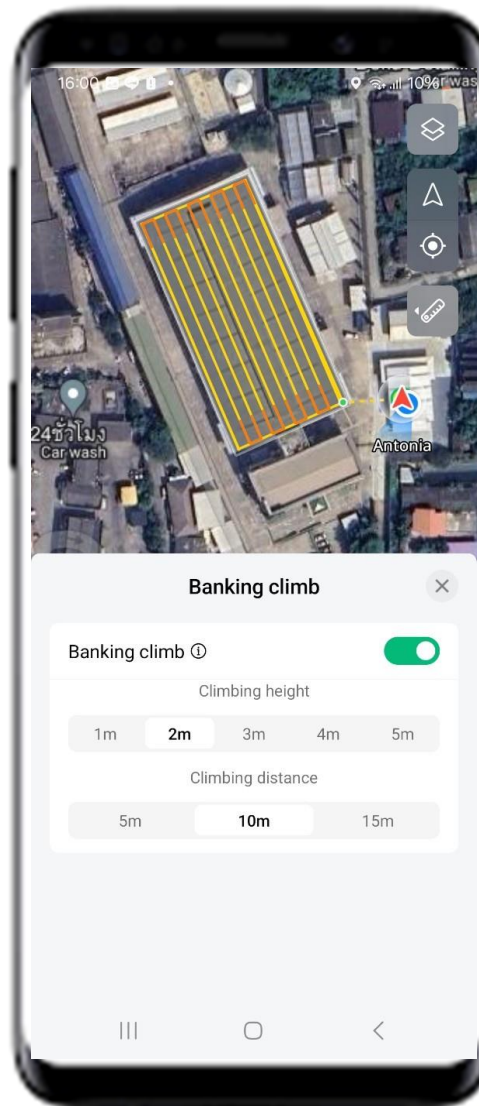 16:00
10%
r was
24ชั่วโมง
Car wash
Antonia
Banking climb
Banking climb
Climbing height
1m 2m 3m 4m 5m
Climbing distance
5m 10m 15m